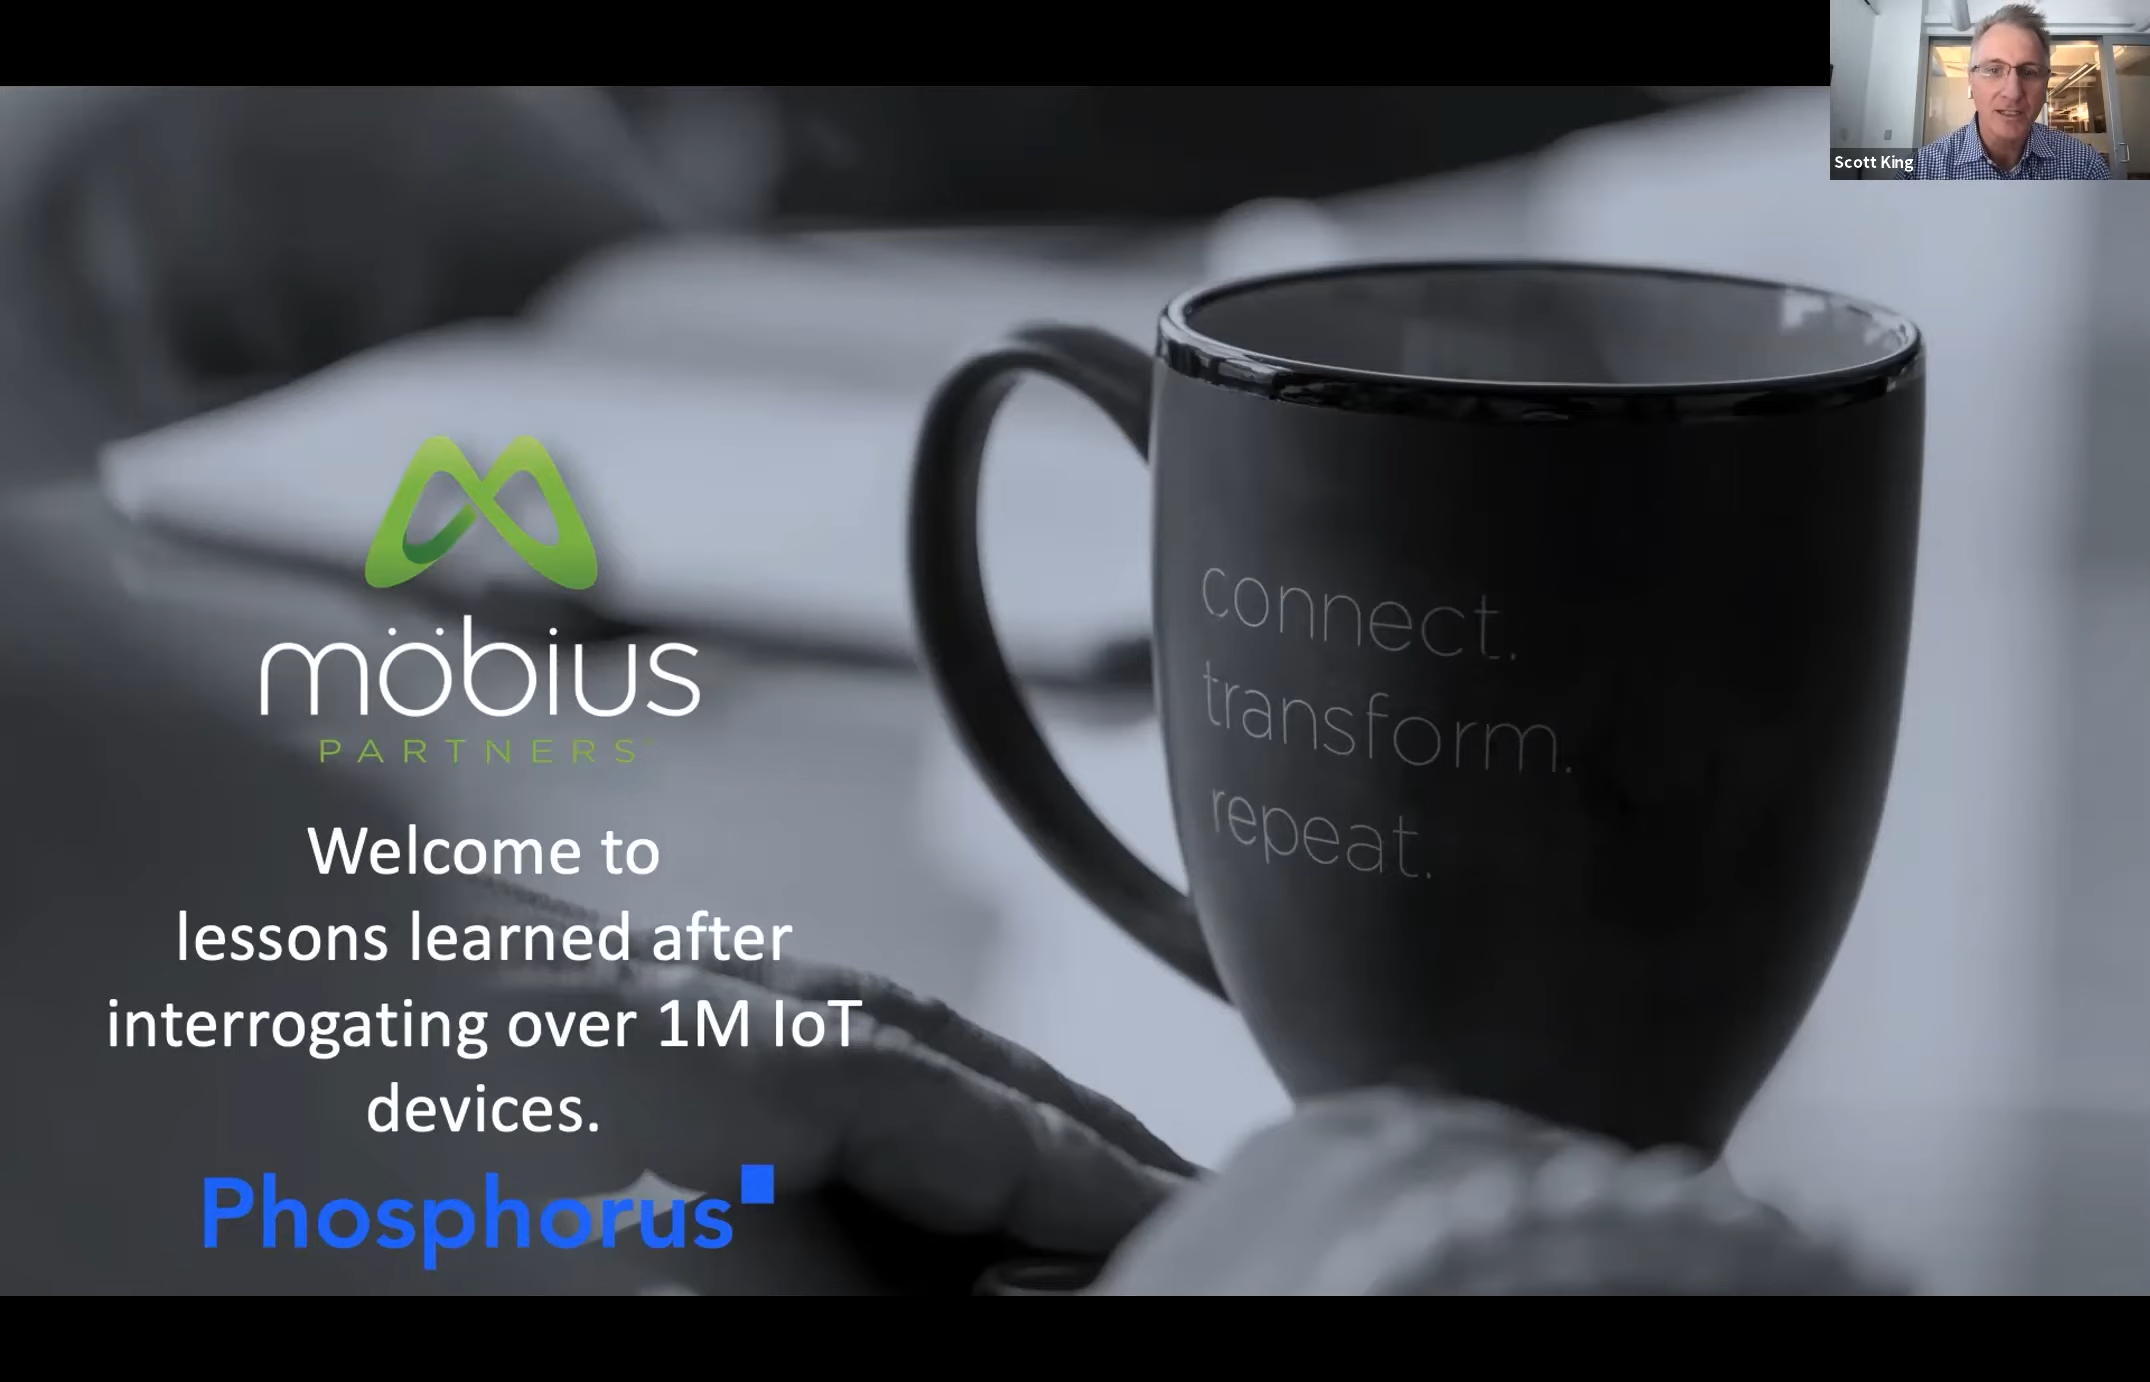 Scott King
connect.
transform.
repeat.
möbius
PARTNERS
Welcome to
lessons learned after
interrogating over 1M IoT
devices.
Phosphorus